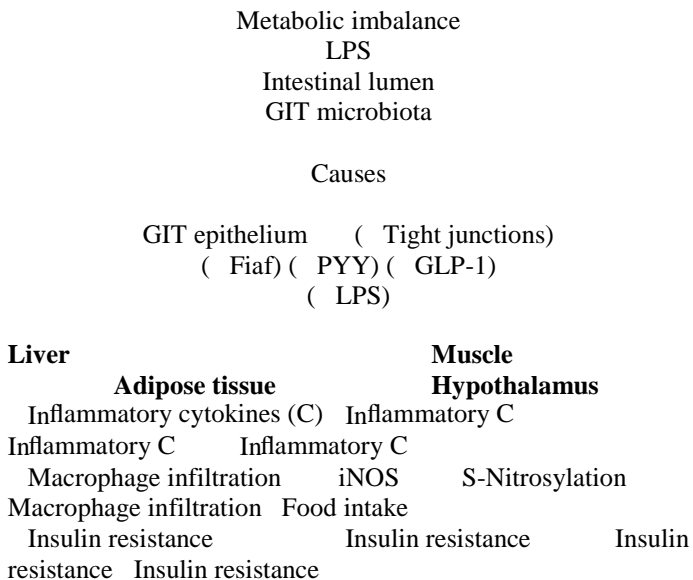 Metabolic imbalance
LPS
Intestinal lumen
GIT microbiota
Causes
GIT epithelium ( Tight junctions)
( Fiaf) ( PYY) ( GLP-1)
( LPS)
Liver Muscle
Adipose tissue Hypothalamus
Inflammatory cytokines (C) Inflammatory C
Inflammatory C Inflammatory C
Macrophage infiltration iNOS S-Nitrosylation
Macrophage infiltration Food intake
Insulin resistance Insulin resistance Insulin
resistance Insulin resistance